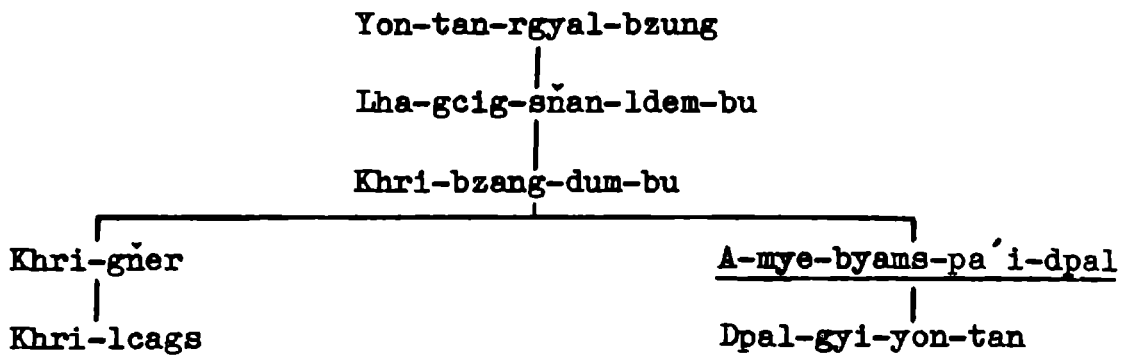 Yon-tan-rgyal-bzung
Lha-gcig-sňan-ldem-bu
Khri-bzang-dum-bu
Khri-gňer A-mye-byams-pa´i-dpal
Khri-lcags Dpal-gyi-yon-tan